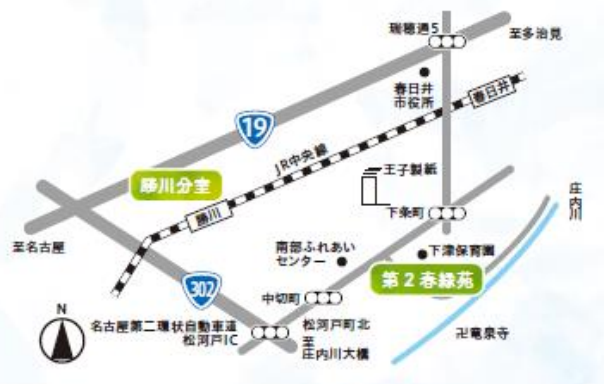 瑞穂通5
至多治見
春日井
市役所
春日井
19
JR中央線
勝川分室
王子製紙
勝川
下条町
庄内川
至名古屋
南部ふれあい
センター
下津保育園
第2春緑苑
302
中切町
N
名古屋第二環状自動車道
松河戸IC
松河戸町北
至
庄内川大橋
卍竜泉寺